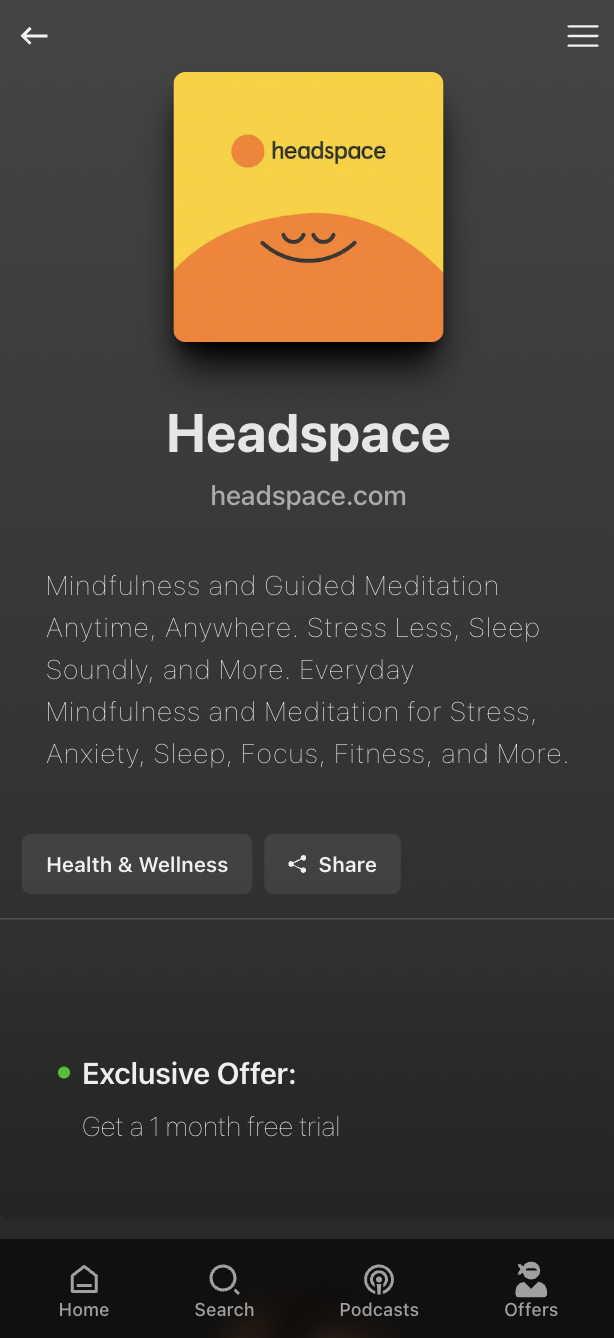 headspace
Headspace
headspace.com
Mindfulness and Guided Meditation
Anytime, Anywhere. Stress Less, Sleep
Soundly, and More. Everyday
Mindfulness and Meditation for Stress,
Anxiety, Sleep, Focus, Fitness, and More.
Health & Wellness
Share
Exclusive Offer:
Get a 1 month free trial
Home
Search
Podcasts
Offers